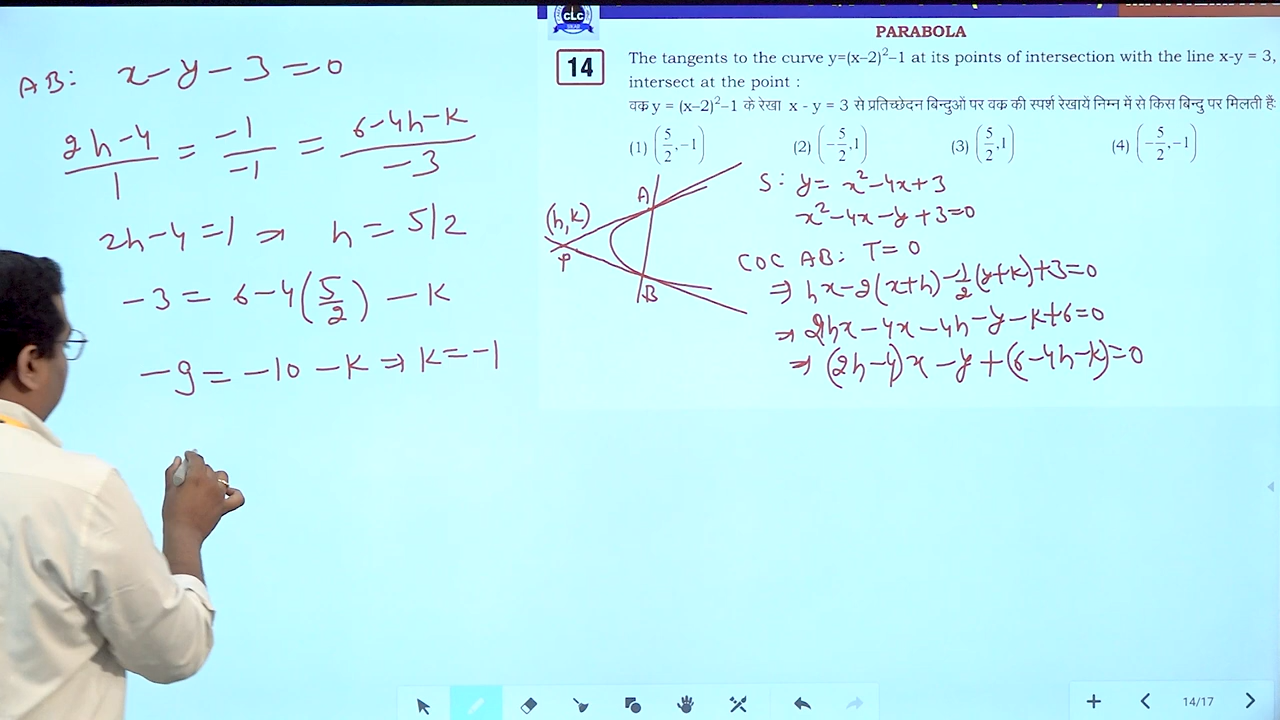 CLC
SIKAR
PARABOLA
14
The tangents to the curve y=(x–2)²–1 at its points of intersection with the line x-y = 3,
intersect at the point :
वक्र y = (x–2)²–1 के रेखा x - y = 3 से प्रतिच्छेदन बिन्दुओं पर वक्र की स्पर्श रेखायें निम्न में से किस बिन्दु पर मिलती हैं:
(1) (5/2, –1) (2) (–5/2, 1) (3) (5/2, 1) (4) (–5/2, –1)
AB: x-y-3=0
(2h-4)/1 = (-1)/(-1) = (6-4h-k)/(-3)
2h-4=1 ⇒ h=5/2
-3 = 6-4(5/2) - k
-9 = -10 - k ⇒ k=-1
(h,k)
P
A
B
S: y = x²-4x+3
x²-4x-y+3=0
COC AB: T=0
⇒ hx-2(x+h)-1/2(y+k)+3=0
⇒ 2hx-4x-4h-y-k+6=0
⇒ (2h-4)x-y+(6-4h-k)=0
14/17